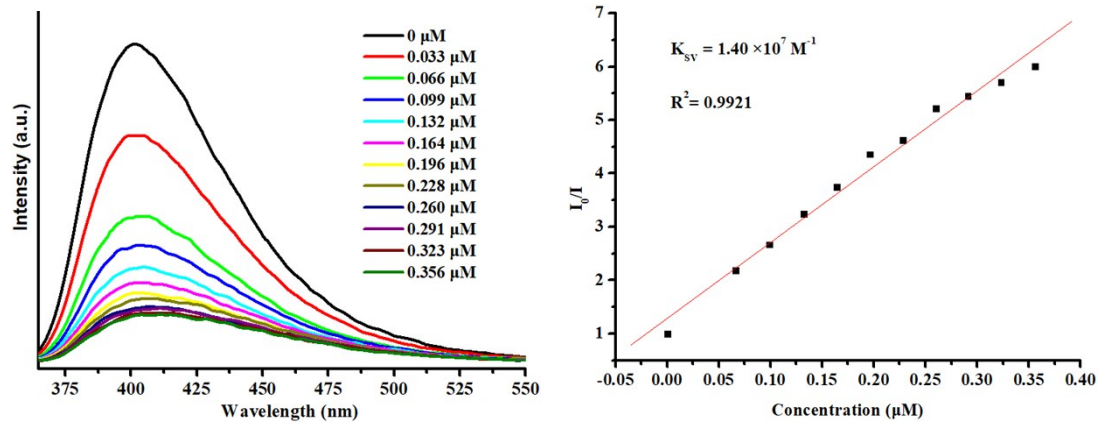 Intensity (a.u.)
0 µM
0.033 µM
0.066 µM
0.099 µM
0.132 µM
0.164 µM
0.196 µM
0.228 µM
0.260 µM
0.291 µM
0.323 µM
0.356 µM
375 400 425 450 475 500 525 550
Wavelength (nm)
I₀/I
7
6
5
4
3
2
1
K_SV = 1.40 ×10⁷ M⁻¹
R²= 0.9921
-0.05 0.00 0.05 0.10 0.15 0.20 0.25 0.30 0.35 0.40
Concentration (µM)